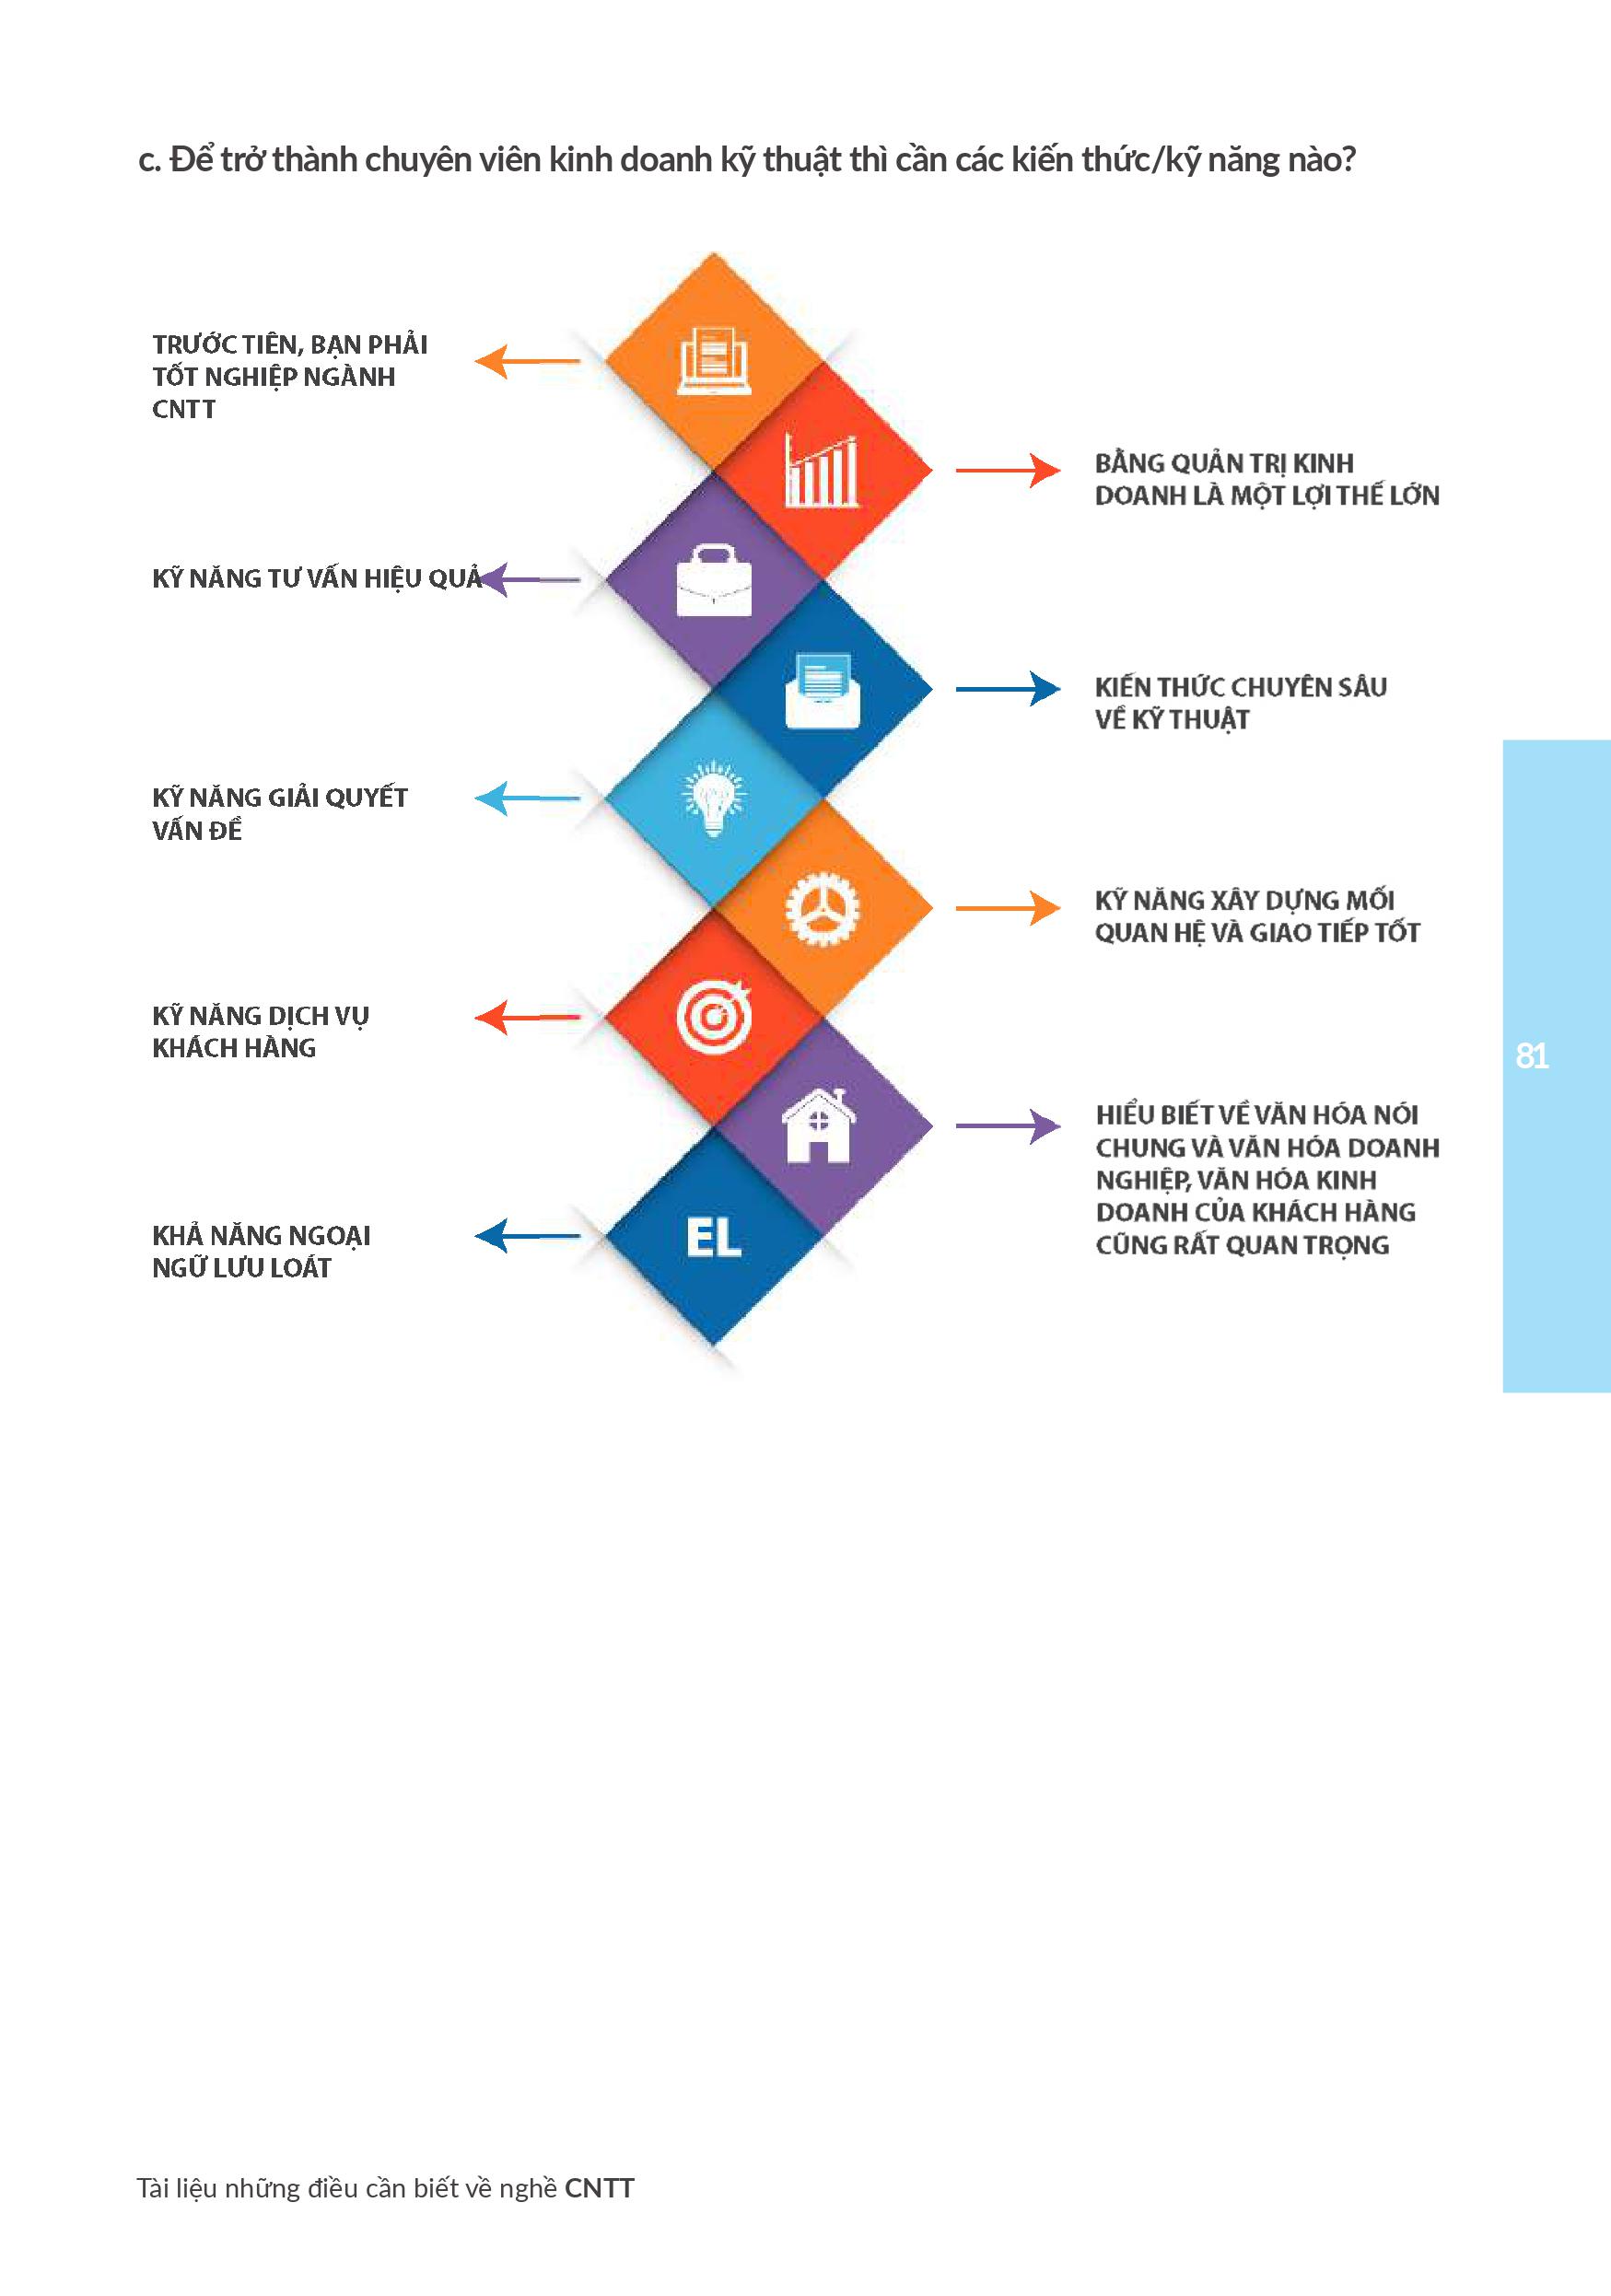 c. Để trở thành chuyên viên kinh doanh kỹ thuật thì cần các kiến thức/kỹ năng nào?
TRƯỚC TIÊN, BẠN PHẢI
TỐT NGHIỆP NGÀNH
CNTT
BẰNG QUẢN TRỊ KINH
DOANH LÀ MỘT LỢI THẾ LỚN
KỸ NĂNG TƯ VẤN HIỆU QUẢ
KIẾN THỨC CHUYÊN SÂU
VỀ KỸ THUẬT
KỸ NĂNG GIẢI QUYẾT
VẤN ĐỀ
KỸ NĂNG XÂY DỰNG MỐI
QUAN HỆ VÀ GIAO TIẾP TỐT
KỸ NĂNG DỊCH VỤ
KHÁCH HÀNG
81
HIỂU BIẾT VỀ VĂN HÓA NÓI
CHUNG VÀ VĂN HÓA DOANH
NGHIỆP, VĂN HÓA KINH
DOANH CỦA KHÁCH HÀNG
CŨNG RẤT QUAN TRỌNG
EL
KHẢ NĂNG NGOẠI
NGỮ LƯU LOÁT
Tài liệu những điều cần biết về nghề CNTT